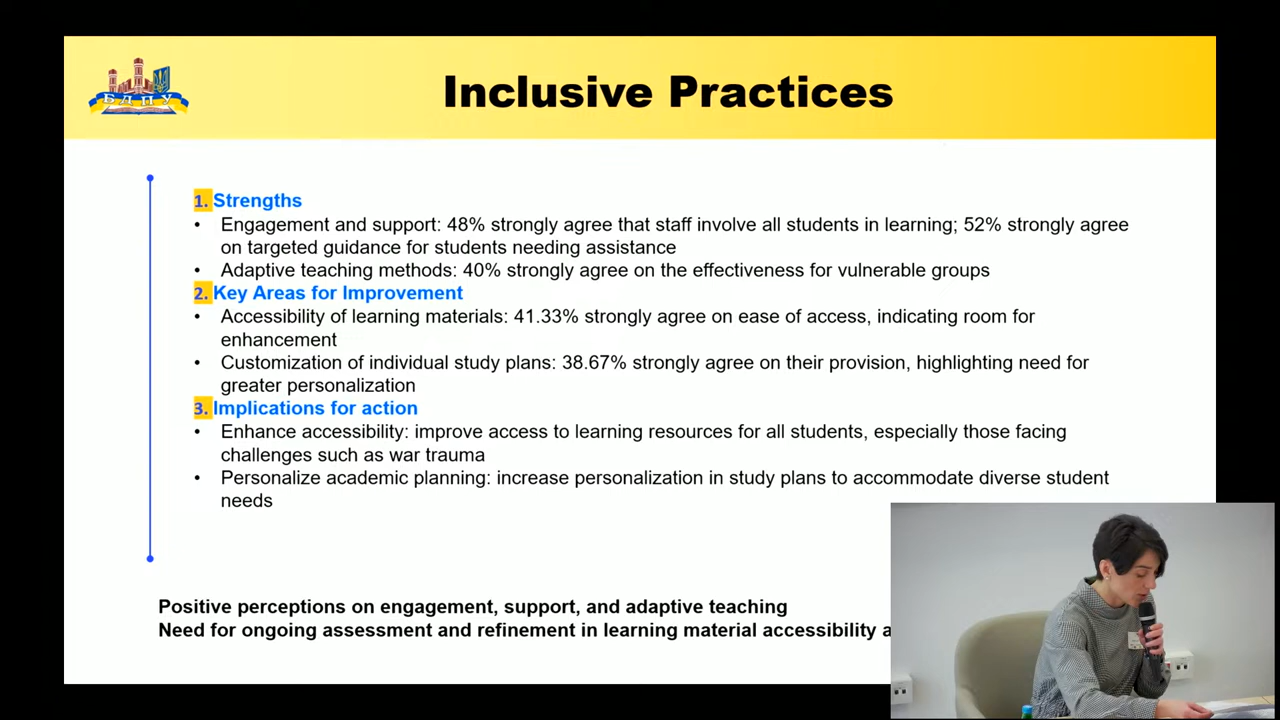 БДПУ
Inclusive Practices
1. Strengths
• Engagement and support: 48% strongly agree that staff involve all students in learning; 52% strongly agree
on targeted guidance for students needing assistance
• Adaptive teaching methods: 40% strongly agree on the effectiveness for vulnerable groups
2. Key Areas for Improvement
• Accessibility of learning materials: 41.33% strongly agree on ease of access, indicating room for
enhancement
• Customization of individual study plans: 38.67% strongly agree on their provision, highlighting need for
greater personalization
3. Implications for action
• Enhance accessibility: improve access to learning resources for all students, especially those facing
challenges such as war trauma
• Personalize academic planning: increase personalization in study plans to accommodate diverse student
needs
Positive perceptions on engagement, support, and adaptive teaching
Need for ongoing assessment and refinement in learning material accessibility